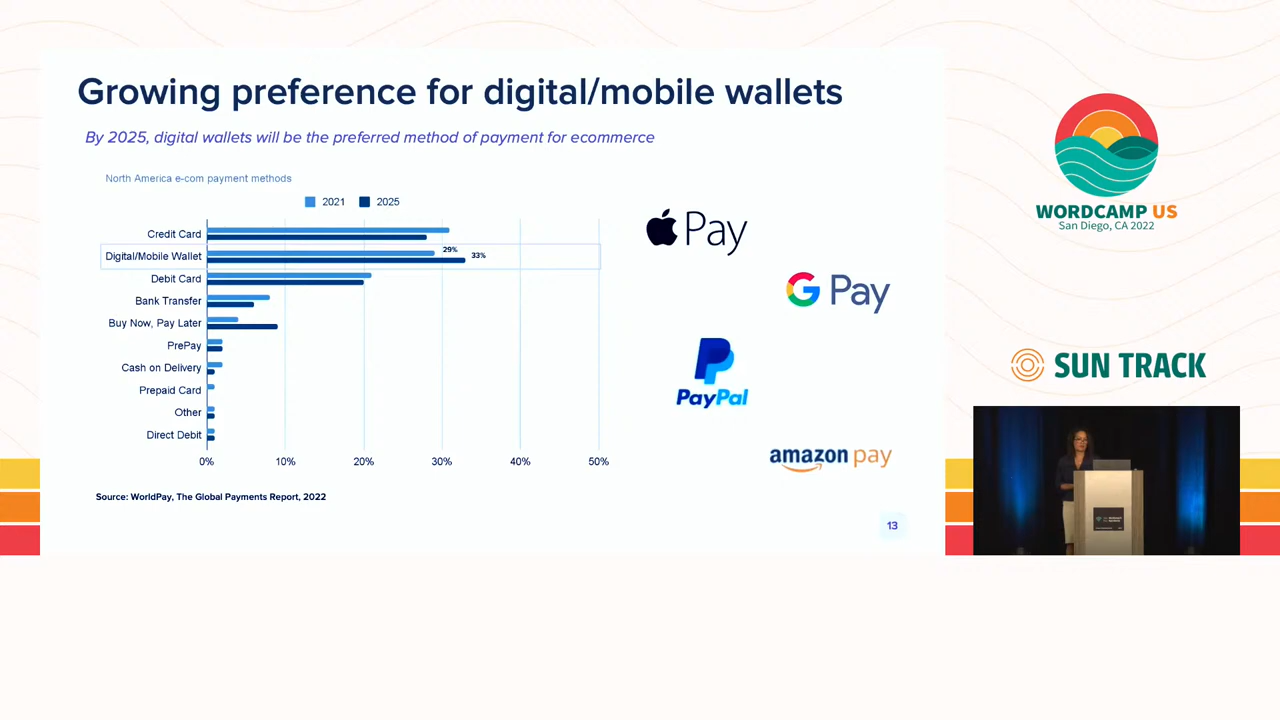 Growing preference for digital/mobile wallets
By 2025, digital wallets will be the preferred method of payment for ecommerce
North America e-com payment methods
2021 2025
Credit Card
Digital/Mobile Wallet 29% 33%
Debit Card
Bank Transfer
Buy Now, Pay Later
PrePay
Cash on Delivery
Prepaid Card
Other
Direct Debit
0% 10% 20% 30% 40% 50%
Source: WorldPay, The Global Payments Report, 2022
Pay
G Pay
PayPal
amazon pay
13
WORDCAMP US
San Diego, CA 2022
SUN TRACK